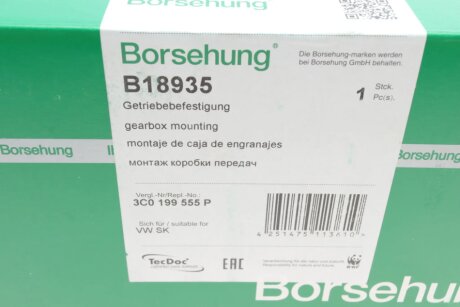 Borsehung®
B18935
Getriebebefestigung
gearbox mounting
montaje de caja de engranajes
монтаж коробки передач
Die Borsehung-marken werden
bei Borsehung GmbH behalten.
1 Stck.
Pc(s).
Vergl.-Nr/Repl.-No.:
3C0 199 555 P
Sich für / suitable for
VW SK
4 251475 113610
TecDoc
EAC
WWF
Borsehung
Borsehung
Borsehung